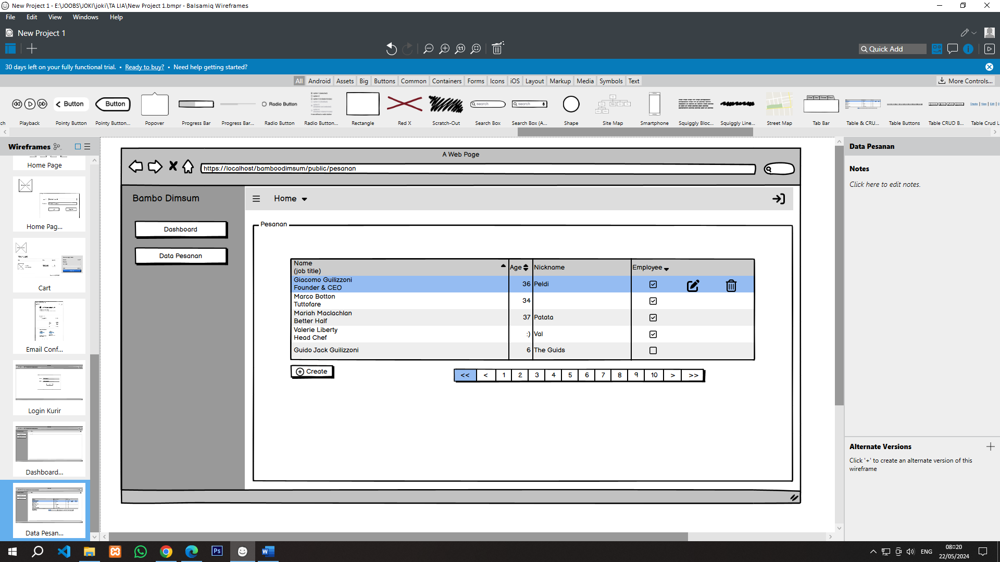 New Project 1 - E:\JOOBS\JOKI\joki\TA LIA\New Project 1.bmpr - Balsamiq Wireframes
File Edit View Windows Help
New Project 1
Quick Add
30 days left on your fully functional trial. • Ready to buy? • Need help getting started?
All Android Assets Big Buttons Common Containers Forms Icons iOS Layout Markup Media Symbols Text
More Controls...
Button Button Radio Button search search
ch Playback Pointy Button Pointy Button... Popover Progress Bar Progress Bar... Radio Button Radio Button... Rectangle Red X Scratch-Out Search Box Search Box (A... Shape Site Map Smartphone Squiggly Bloc... Squiggly Line... Street Map Tab Bar Table & CRU... Table Buttons Table CRUD B... Table Crud L
Wireframes
Home Page
Home Pag...
Your Cart
Cart
Email Conf...
Login Kurir
Dashboard...
Data Pesan...
A Web Page
https://localhost/bamboodimsum/public/pesanan
Bambo Dimsum
Home
Dashboard
Data Pesanan
Pesanan
Name
(job title)
Age
Nickname
Employee
Giacomo Guilizzoni
Founder & CEO
36 Peldi
Marco Botton
Tuttofare
34
Mariah Maclachlan
Better Half
37 Patata
Valerie Liberty
Head Chef
:) Val
Guido Jack Guilizzoni 6 The Guids
Create
<< < 1 2 3 4 5 6 7 8 9 10 > >>
Data Pesanan
Notes
Click here to edit notes.
Alternate Versions
Click '+' to create an alternate version of this
wireframe
ENG
08:20
22/05/2024